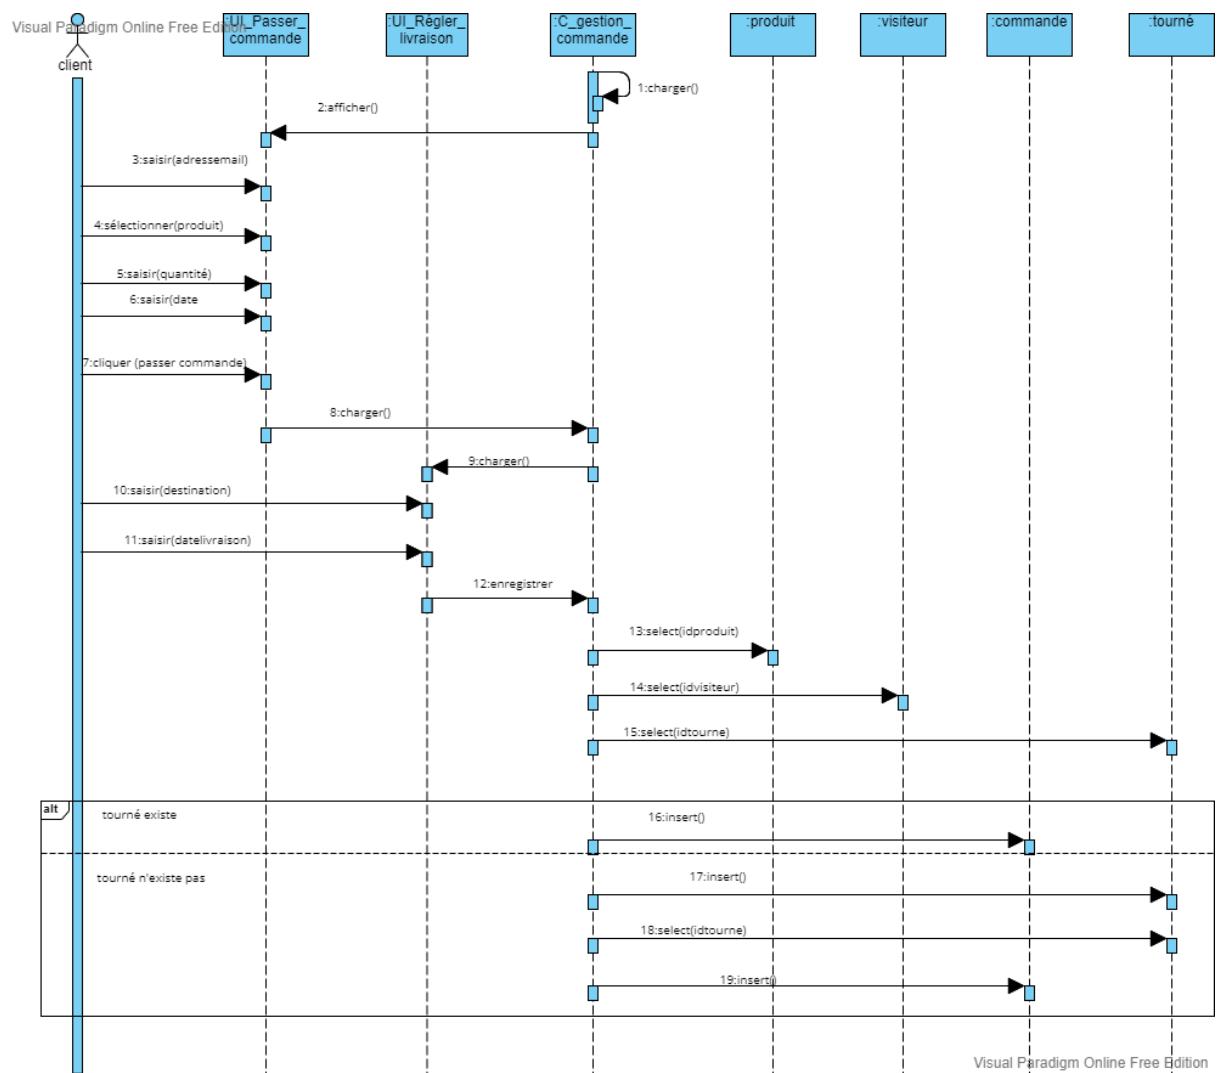 Visual Paradigm Online Free Edition
:UI_Passer_
commande
:UI_Régler_
livraison
:C_gestion_
commande
:produit
:visiteur
:commande
:tourné
client
1:charger()
2:afficher()
3:saisir(adressemail)
4:sélectionner(produit)
5:saisir(quantité)
6:saisir(date
7:cliquer (passer commande)
8:charger()
9:charger()
10:saisir(destination)
11:saisir(datelivraison)
12:enregistrer
13:select(idproduit)
14:select(idvisiteur)
15:select(idtourne)
alt
tourné existe
16:insert()
tourné n'existe pas
17:insert()
18:select(idtourne)
19:insert()
Visual Paradigm Online Free Edition